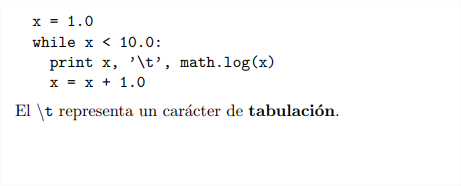 x = 1.0
while x < 10.0:
  print x, ’\t’, math.log(x)
  x = x + 1.0
El \t representa un carácter de tabulación.